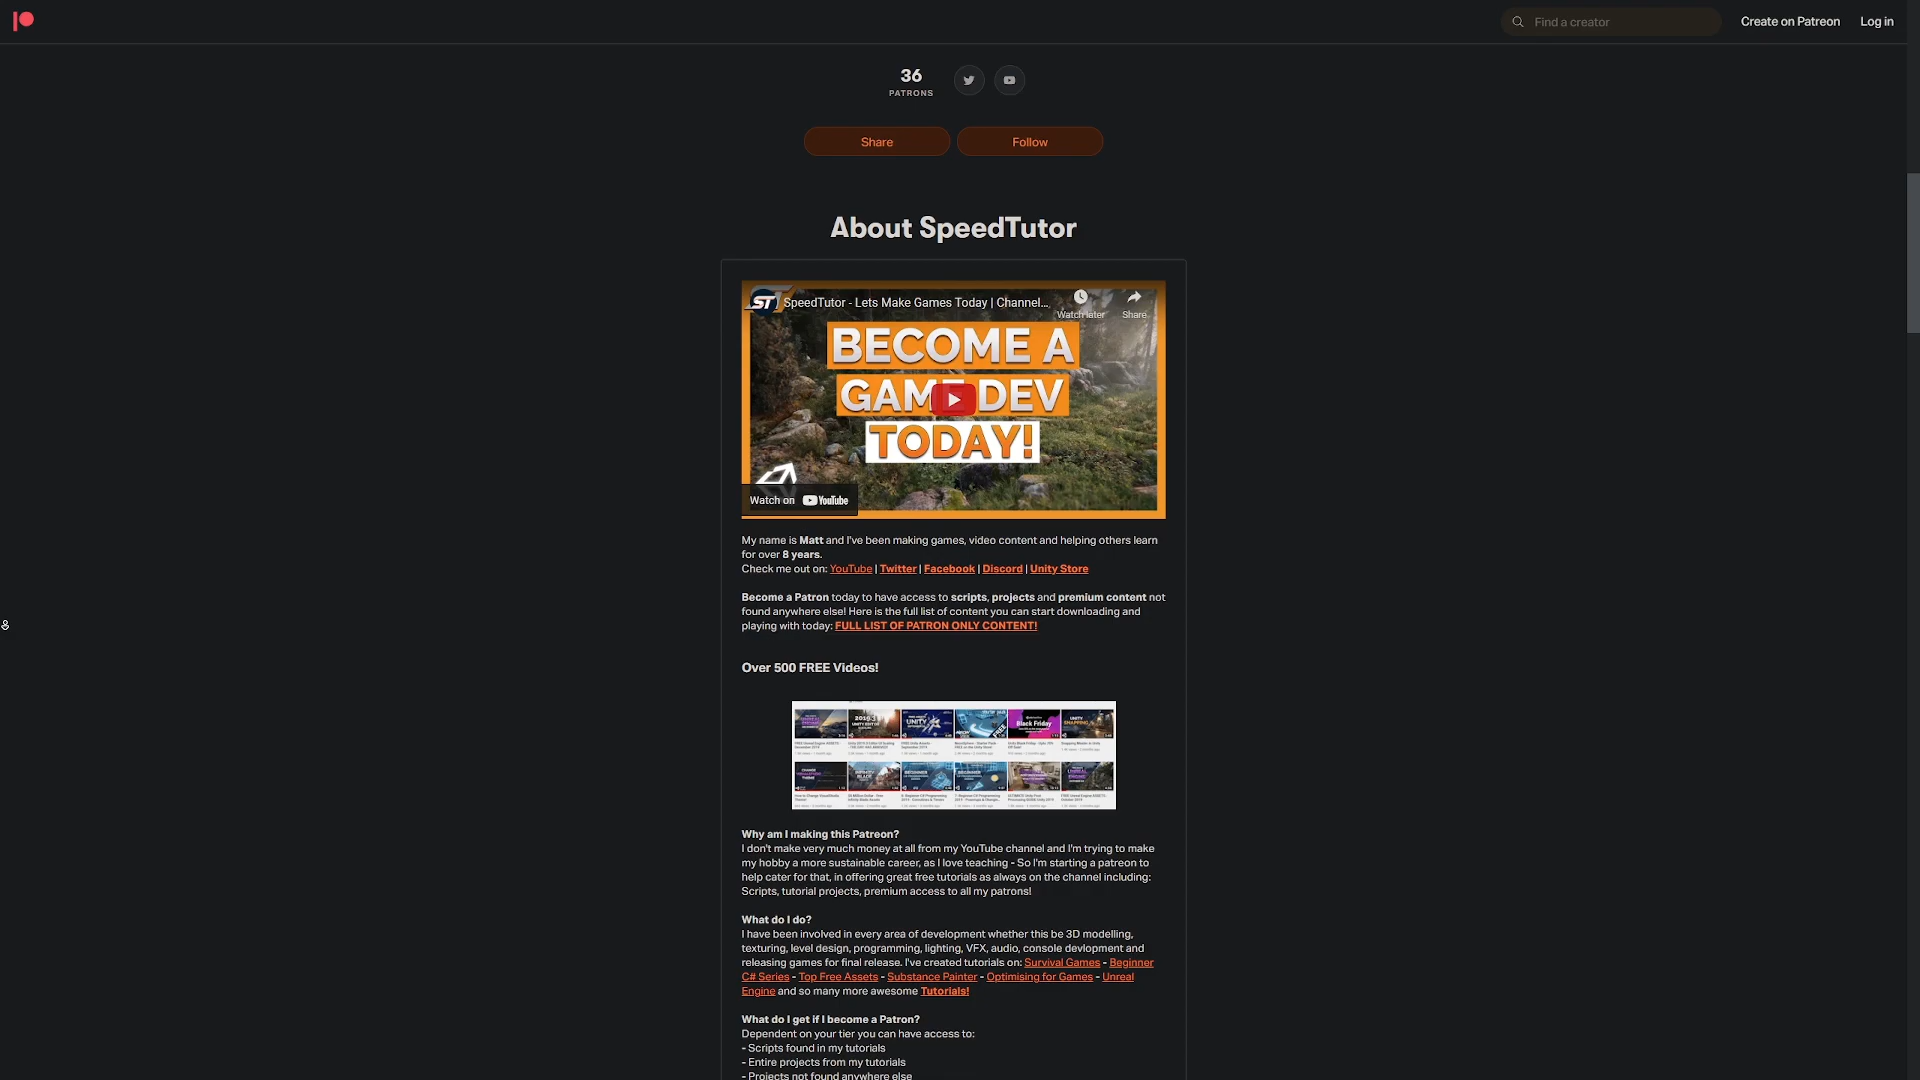 Find a creator
Create on Patreon
Log in
36
PATRONS
Share
Follow
About SpeedTutor
ST
SpeedTutor - Lets Make Games Today | Channel...
Watch later
Share
BECOME A
GAME DEV
TODAY!
Watch on YouTube
My name is Matt and I've been making games, video content and helping others learn
for over 8 years.
Check me out on: YouTube | Twitter | Facebook | Discord | Unity Store
Become a Patron today to have access to scripts, projects and premium content not
found anywhere else! Here is the full list of content you can start downloading and
playing with today: FULL LIST OF PATRON ONLY CONTENT!
Over 500 FREE Videos!
Black Friday
Why am I making this Patreon?
I don't make very much money at all from my YouTube channel and I'm trying to make
my hobby a more sustainable career, as I love teaching - So I'm starting a patreon to
help cater for that, in offering great free tutorials as always on the channel including:
Scripts, tutorial projects, premium access to all my patrons!
What do I do?
I have been involved in every area of development whether this be 3D modelling,
texturing, level design, programming, lighting, VFX, audio, console devlopment and
releasing games for final release. I've created tutorials on: Survival Games - Beginner
C# Series - Top Free Assets - Substance Painter - Optimising for Games - Unreal
Engine and so many more awesome Tutorials!
What do I get if I become a Patron?
Dependent on your tier you can have access to:
- Scripts found in my tutorials
- Entire projects from my tutorials
- Projects not found anywhere else